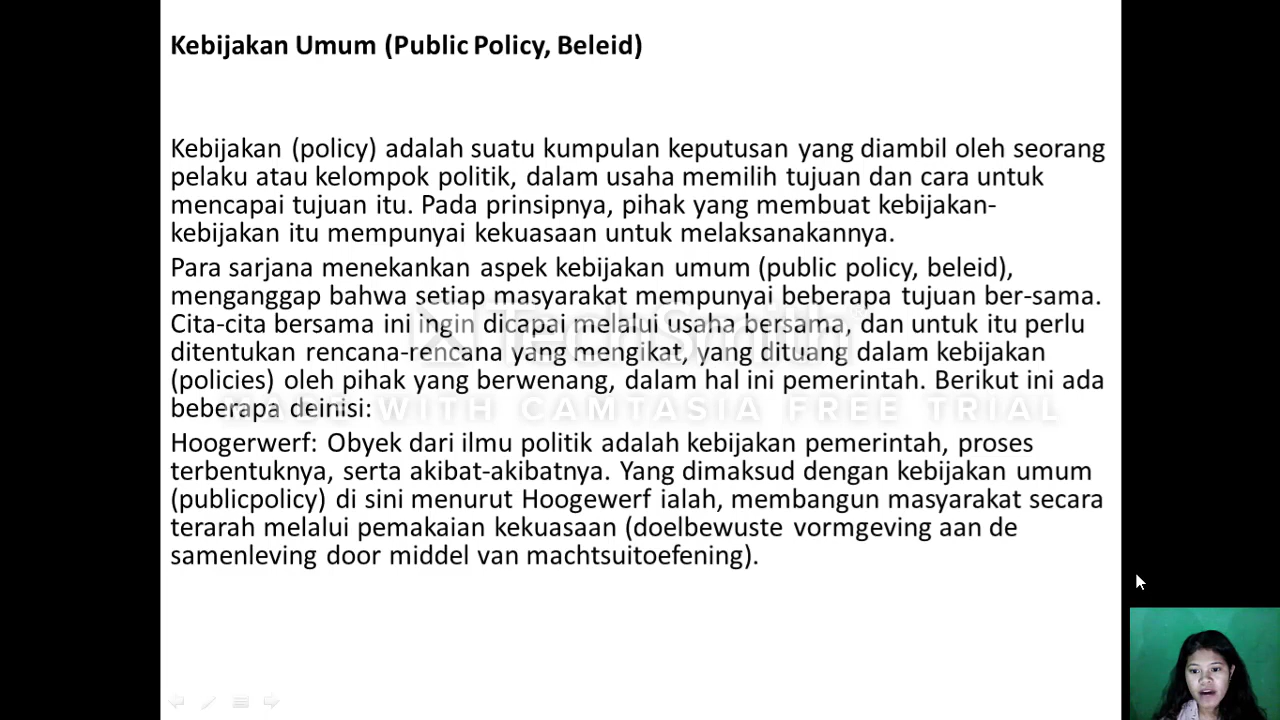 Kebijakan Umum (Public Policy, Beleid)
Kebijakan (policy) adalah suatu kumpulan keputusan yang diambil oleh seorang
pelaku atau kelompok politik, dalam usaha memilih tujuan dan cara untuk
mencapai tujuan itu. Pada prinsipnya, pihak yang membuat kebijakan-
kebijakan itu mempunyai kekuasaan untuk melaksanakannya.
Para sarjana menekankan aspek kebijakan umum (public policy, beleid),
menganggap bahwa setiap masyarakat mempunyai beberapa tujuan ber-sama.
Cita-cita bersama ini ingin dicapai melalui usaha bersama, dan untuk itu perlu
ditentukan rencana-rencana yang mengikat, yang dituang dalam kebijakan
(policies) oleh pihak yang berwenang, dalam hal ini pemerintah. Berikut ini ada
beberapa deinisi:
Hoogerwerf: Obyek dari ilmu politik adalah kebijakan pemerintah, proses
terbentuknya, serta akibat-akibatnya. Yang dimaksud dengan kebijakan umum
(publicpolicy) di sini menurut Hoogewerf ialah, membangun masyarakat secara
terarah melalui pemakaian kekuasaan (doelbewuste vormgeving aan de
samenleving door middel van machtsuitoefening).
TechSmith
MADE WITH CAMTASIA FREE TRIAL